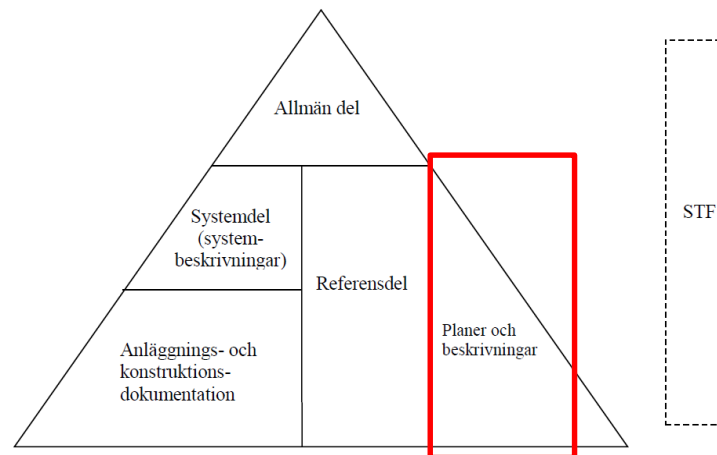 Allmän del
Systemdel
(system-
beskrivningar)
Referensdel
Anläggnings- och
konstruktions-
dokumentation
Planer och
beskrivningar
STF